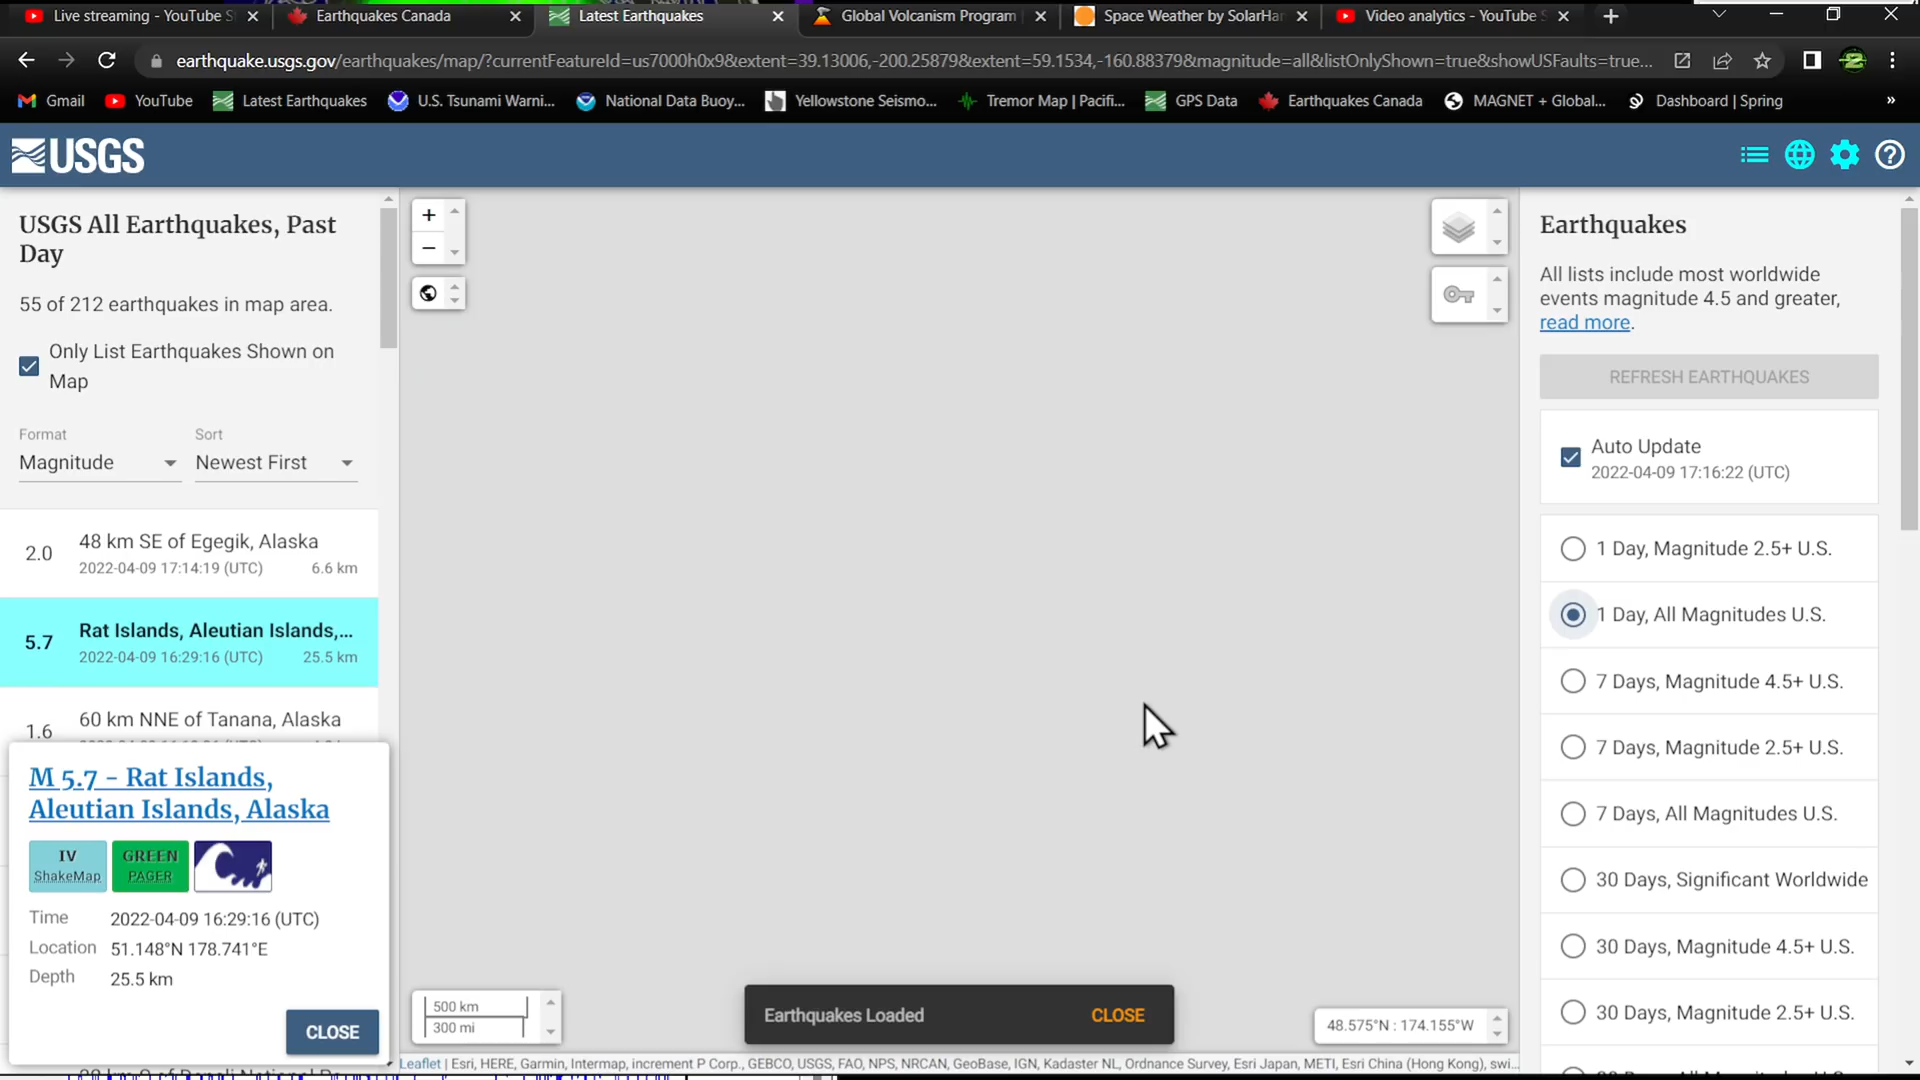 Live streaming - YouTube S
Earthquakes Canada
Latest Earthquakes
Global Volcanism Program
Space Weather by SolarHar
Video analytics - YouTube S
earthquake.usgs.gov/earthquakes/map/?currentFeatureId=us7000h0x9&extent=39.13006,-200.25879&extent=59.1534,-160.88379&magnitude=all&listOnlyShown=true&showUSFaults=true...
Gmail
YouTube
Latest Earthquakes
U.S. Tsunami Warni...
National Data Buoy...
Yellowstone Seismo...
Tremor Map | Pacifi...
GPS Data
Earthquakes Canada
MAGNET + Global...
Dashboard | Spring
»
USGS
USGS All Earthquakes, Past
Day
55 of 212 earthquakes in map area.
Only List Earthquakes Shown on
Map
Format
Magnitude
Sort
Newest First
2.0
48 km SE of Egegik, Alaska
2022-04-09 17:14:19 (UTC) 6.6 km
5.7
Rat Islands, Aleutian Islands,...
2022-04-09 16:29:16 (UTC) 25.5 km
1.6
60 km NNE of Tanana, Alaska
M 5.7 - Rat Islands,
Aleutian Islands, Alaska
IV
ShakeMap
GREEN
PAGER
Time 2022-04-09 16:29:16 (UTC)
Location 51.148°N 178.741°E
Depth 25.5 km
CLOSE
+
−
500 km
300 mi
Earthquakes Loaded CLOSE
48.575°N : 174.155°W
Leaflet | Esri, HERE, Garmin, Intermap, increment P Corp., GEBCO, USGS, FAO, NPS, NRCAN, GeoBase, IGN, Kadaster NL, Ordnance Survey, Esri Japan, METI, Esri China (Hong Kong), swi...
Earthquakes
All lists include most worldwide
events magnitude 4.5 and greater,
read more.
REFRESH EARTHQUAKES
Auto Update
2022-04-09 17:16:22 (UTC)
1 Day, Magnitude 2.5+ U.S.
1 Day, All Magnitudes U.S.
7 Days, Magnitude 4.5+ U.S.
7 Days, Magnitude 2.5+ U.S.
7 Days, All Magnitudes U.S.
30 Days, Significant Worldwide
30 Days, Magnitude 4.5+ U.S.
30 Days, Magnitude 2.5+ U.S.